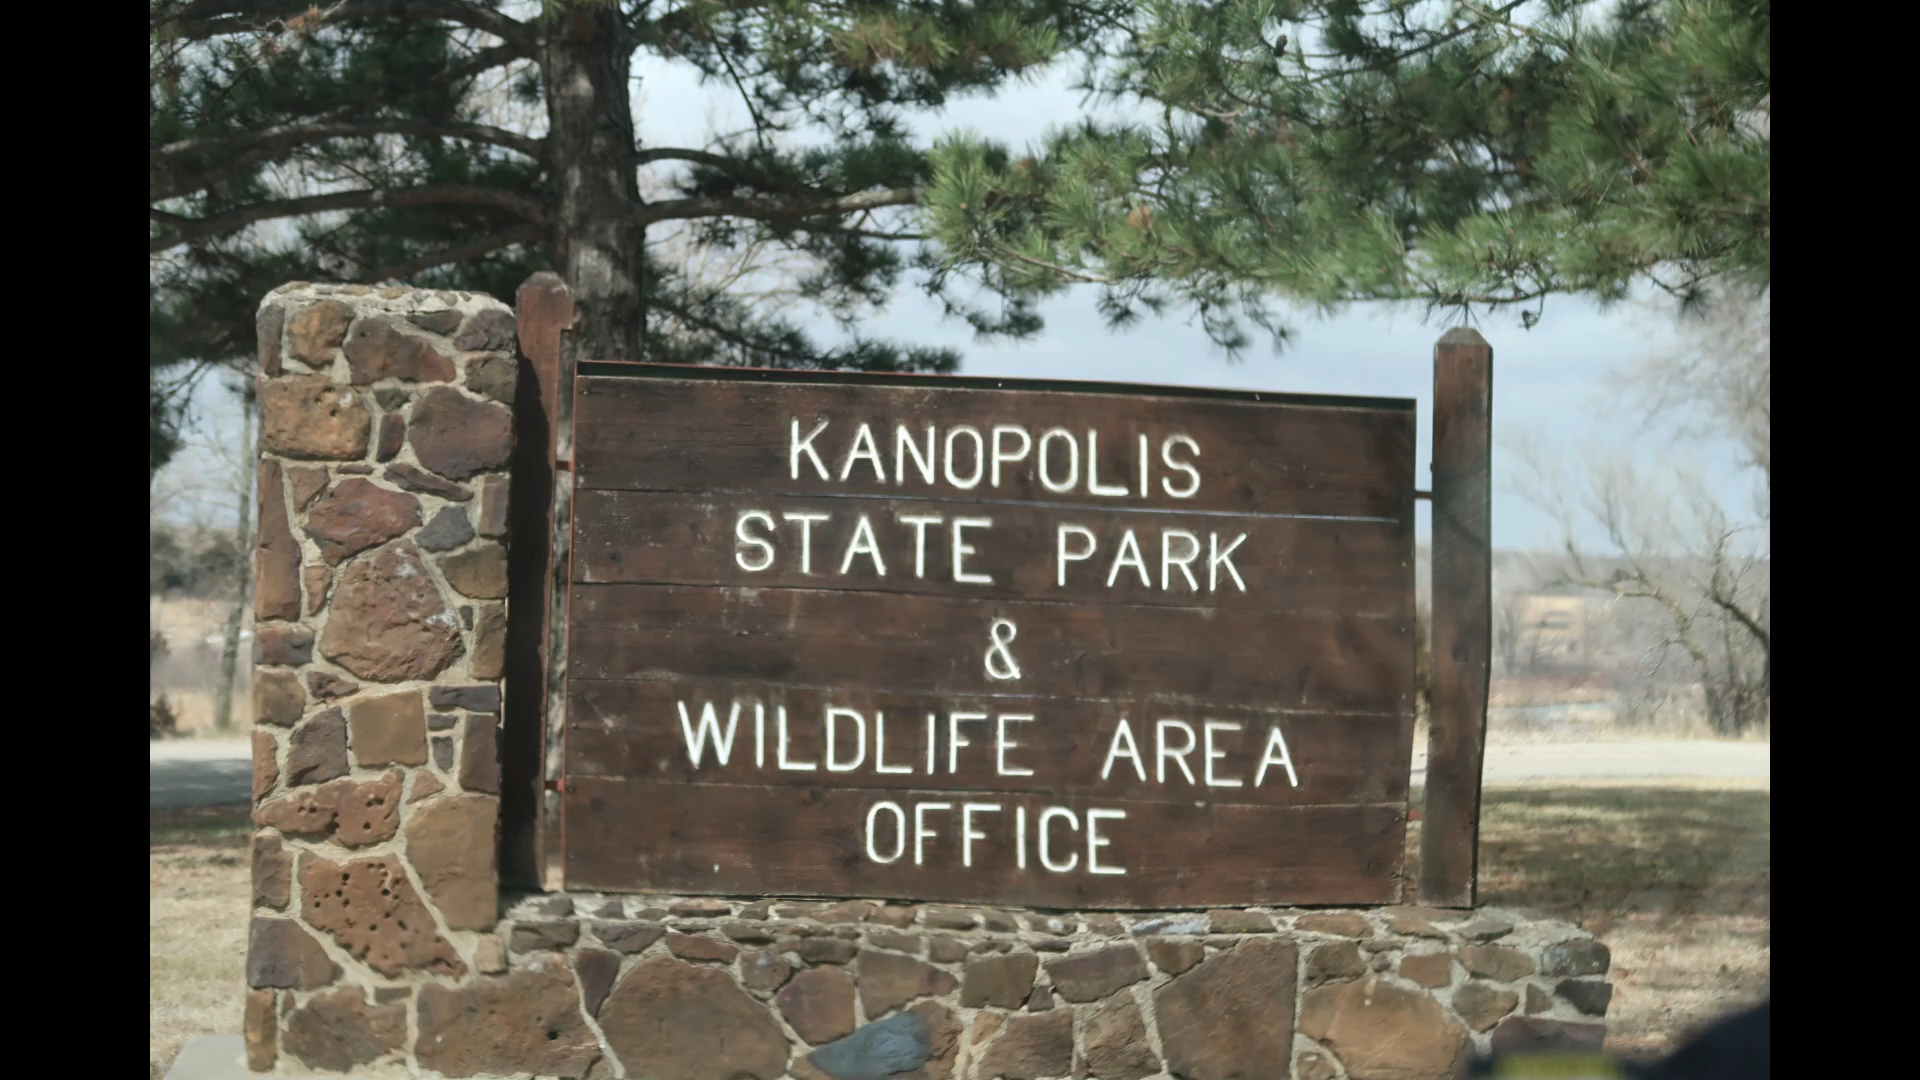 KANOPOLIS
STATE PARK
&
WILDLIFE AREA
OFFICE